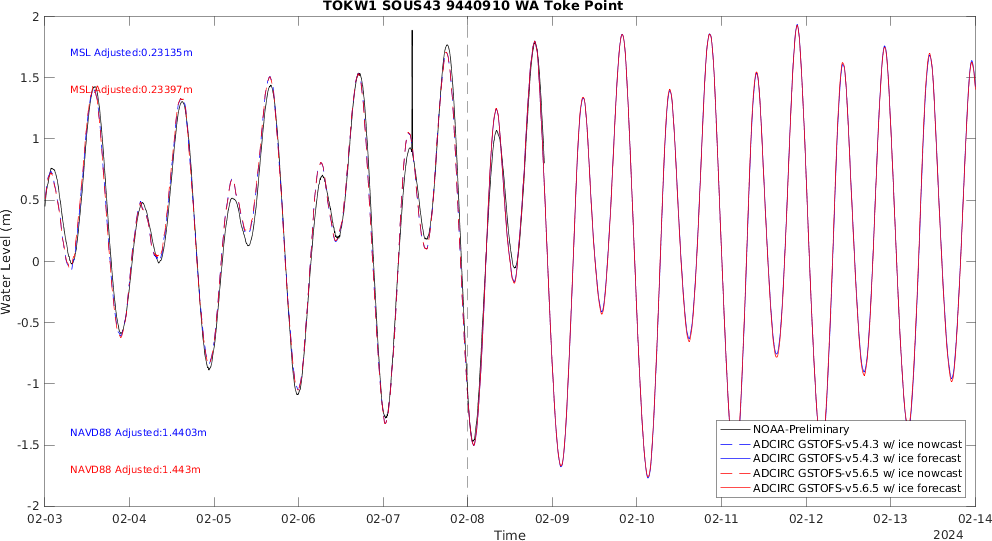 TOKW1 SOUS43 9440910 WA Toke Point
2
1.5
1
0.5
0
-0.5
-1
-1.5
-2
Water Level (m)
MSL Adjusted:0.23135m
MSL Adjusted:0.23397m
NAVD88 Adjusted:1.4403m
NAVD88 Adjusted:1.443m
NOAA-Preliminary
ADCIRC GSTOFS-v5.4.3 w/ ice nowcast
ADCIRC GSTOFS-v5.4.3 w/ ice forecast
ADCIRC GSTOFS-v5.6.5 w/ ice nowcast
ADCIRC GSTOFS-v5.6.5 w/ ice forecast
02-03 02-04 02-05 02-06 02-07 02-08 02-09 02-10 02-11 02-12 02-13 02-14
Time
2024